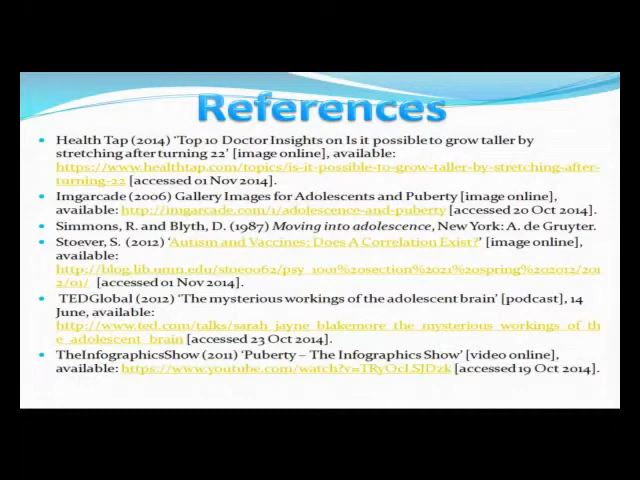 References
Health Tap (2014) ‘Top 10 Doctor Insights on Is it possible to grow taller by
stretching after turning 22’ [image online], available:
https://www.healthtap.com/topics/is-it-possible-to-grow-taller-by-stretching-after-
turning-22 [accessed 01 Nov 2014].
Imgarcade (2006) Gallery Images for Adolescents and Puberty [image online],
available: http://imgarcade.com/1/adolescence-and-puberty [accessed 20 Oct 2014].
Simmons, R. and Blyth, D. (1987) Moving into adolescence, New York: A. de Gruyter.
Stoever, S. (2012) ‘Autism and Vaccines; Does A Correlation Exist?’ [image online],
available:
http://blog.lib.umn.edu/stoe0062/psy_1001%20section%2021%20spring%202012/201
2/01/ [accessed 01 Nov 2014].
TEDGlobal (2012) ‘The mysterious workings of the adolescent brain’ [podcast], 14
June, available:
http://www.ted.com/talks/sarah_jayne_blakemore_the_mysterious_workings_of_th
e_adolescent_brain [accessed 23 Oct 2014].
TheInfographicsShow (2011) ‘Puberty – The Infographics Show’ [video online],
available: https://www.youtube.com/watch?v=TRyOcLSJDzk [accessed 19 Oct 2014].